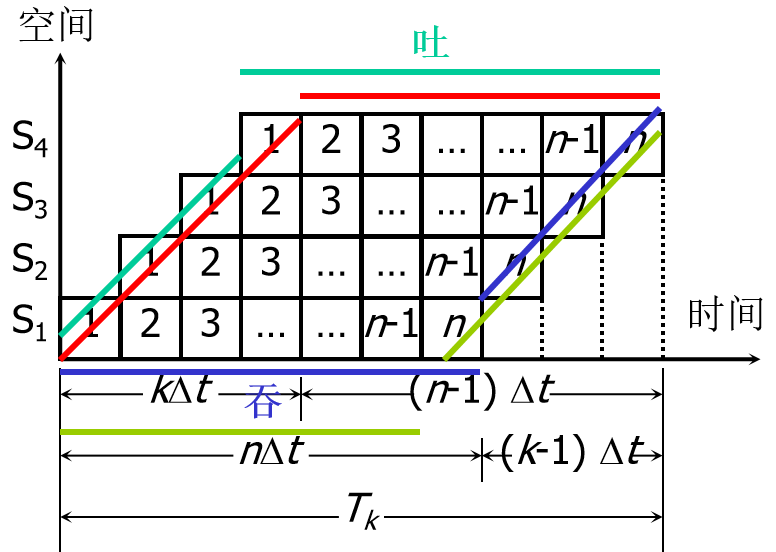 空间
吐
S4 1 2 3 ... ... n-1 n
S3 1 2 3 ... ... n-1 n
S2 1 2 3 ... ... n-1 n
S1 1 2 3 ... ... n-1 n
时间
kΔt 吞 (n-1) Δt
nΔt (k-1) Δt
Tk